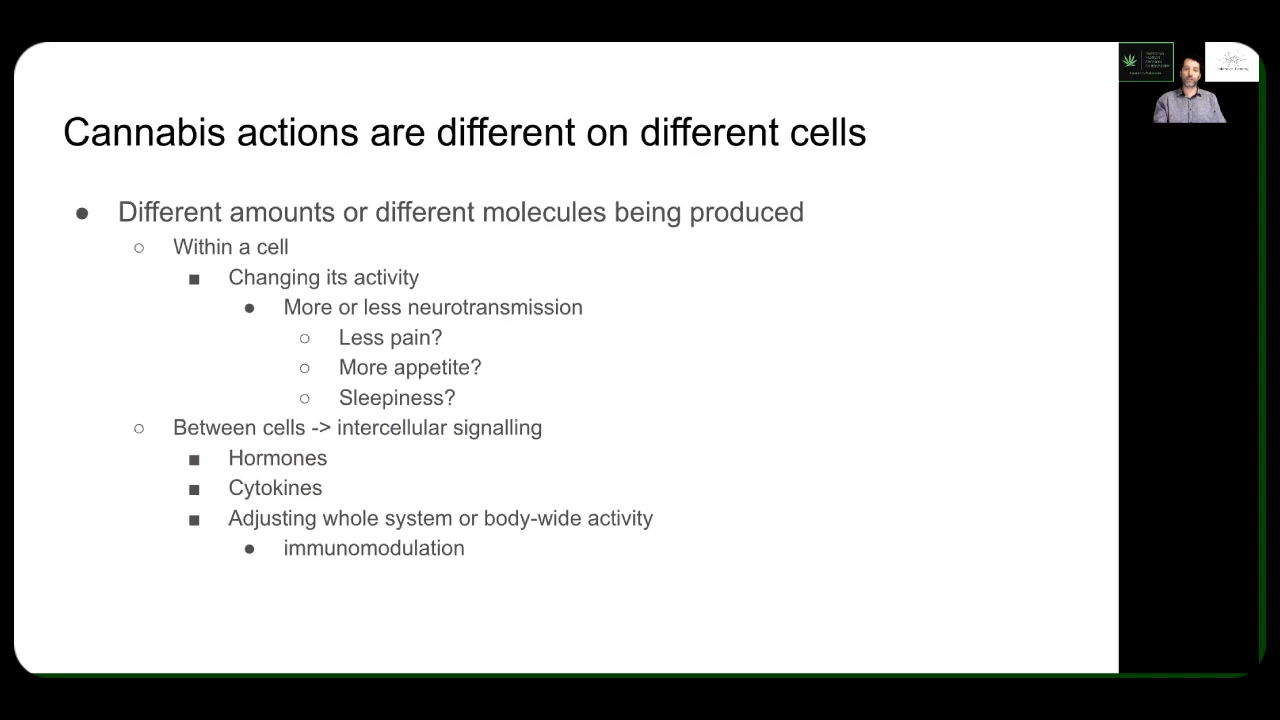 Cannabis actions are different on different cells
● Different amounts or different molecules being produced
○ Within a cell
■ Changing its activity
● More or less neurotransmission
○ Less pain?
○ More appetite?
○ Sleepiness?
○ Between cells -> intercellular signalling
■ Hormones
■ Cytokines
■ Adjusting whole system or body-wide activity
● immunomodulation